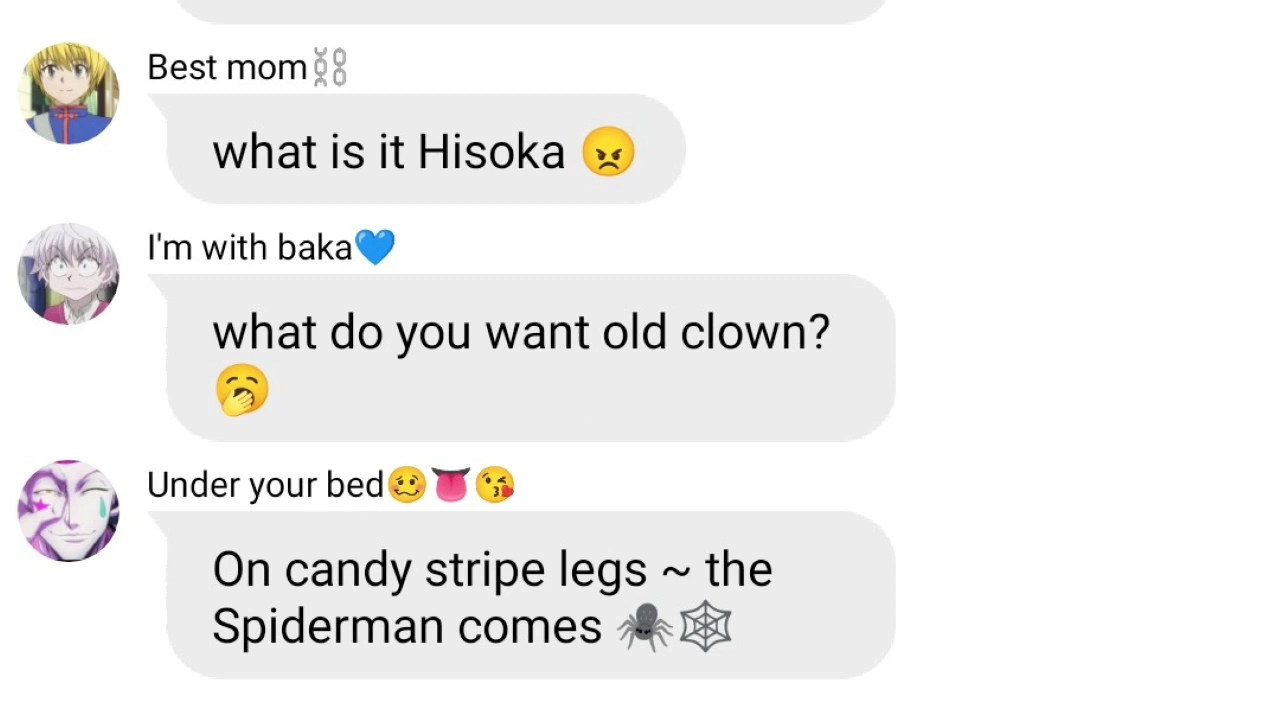 Best mom⛓
what is it Hisoka 😠
I'm with baka💙
what do you want old clown?
🥱
Under your bed🥴👅😘
On candy stripe legs ~ the
Spiderman comes 🕷🕸